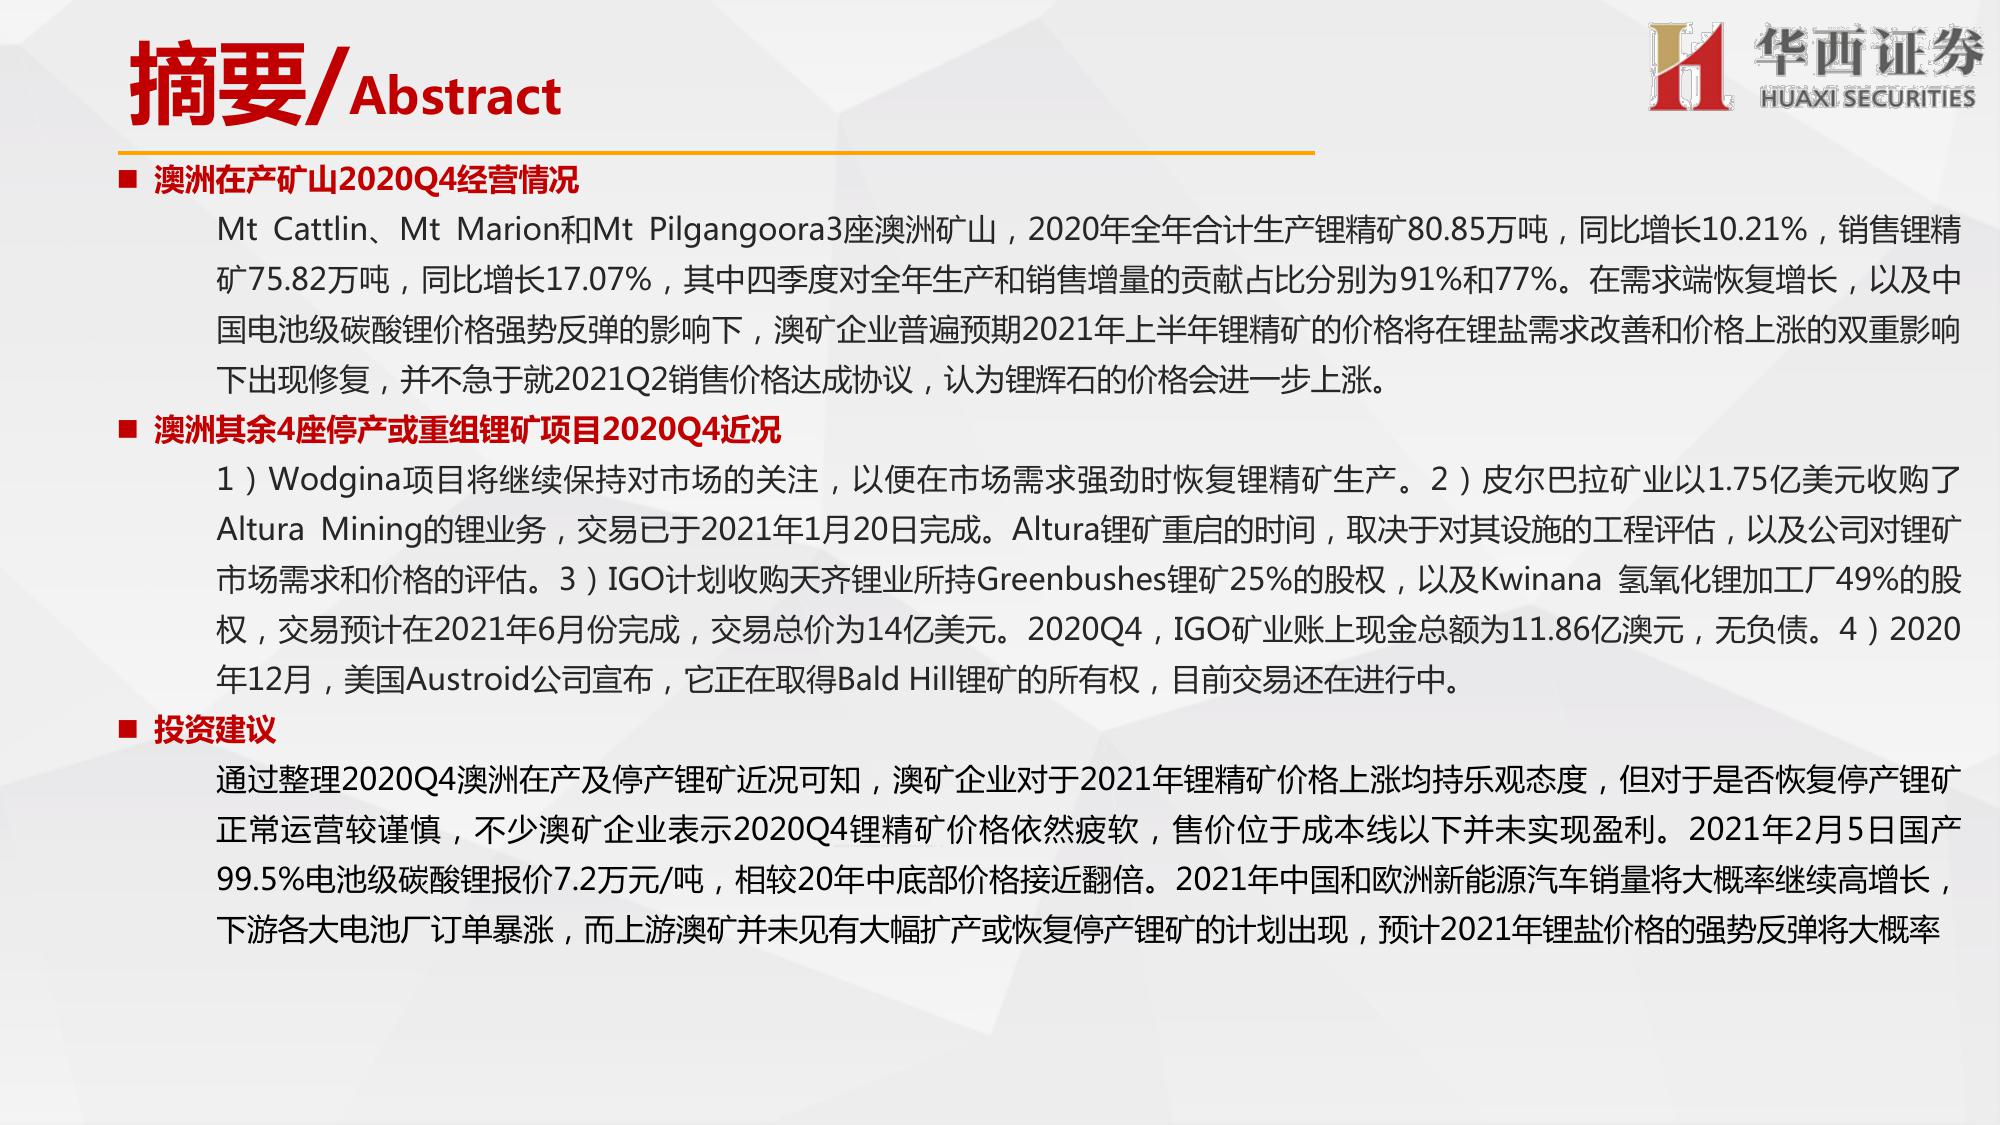 摘要/Abstract
华西证券
HUAXI SECURITIES
■ 澳洲在产矿山2020Q4经营情况
Mt Cattlin、Mt Marion和Mt Pilgangoora3座澳洲矿山，2020年全年合计生产锂精矿80.85万吨，同比增长10.21%，销售锂精
矿75.82万吨，同比增长17.07%，其中四季度对全年生产和销售增量的贡献占比分别为91%和77%。在需求端恢复增长，以及中
国电池级碳酸锂价格强势反弹的影响下，澳矿企业普遍预期2021年上半年锂精矿的价格将在锂盐需求改善和价格上涨的双重影响
下出现修复，并不急于就2021Q2销售价格达成协议，认为锂辉石的价格会进一步上涨。
■ 澳洲其余4座停产或重组锂矿项目2020Q4近况
1）Wodgina项目将继续保持对市场的关注，以便在市场需求强劲时恢复锂精矿生产。2）皮尔巴拉矿业以1.75亿美元收购了
Altura Mining的锂业务，交易已于2021年1月20日完成。Altura锂矿重启的时间，取决于对其设施的工程评估，以及公司对锂矿
市场需求和价格的评估。3）IGO计划收购天齐锂业所持Greenbushes锂矿25%的股权，以及Kwinana 氢氧化锂加工厂49%的股
权，交易预计在2021年6月份完成，交易总价为14亿美元。2020Q4，IGO矿业账上现金总额为11.86亿澳元，无负债。4）2020
年12月，美国Austroid公司宣布，它正在取得Bald Hill锂矿的所有权，目前交易还在进行中。
■ 投资建议
通过整理2020Q4澳洲在产及停产锂矿近况可知，澳矿企业对于2021年锂精矿价格上涨均持乐观态度，但对于是否恢复停产锂矿
正常运营较谨慎，不少澳矿企业表示2020Q4锂精矿价格依然疲软，售价位于成本线以下并未实现盈利。2021年2月5日国产
99.5%电池级碳酸锂报价7.2万元/吨，相较20年中底部价格接近翻倍。2021年中国和欧洲新能源汽车销量将大概率继续高增长，
下游各大电池厂订单暴涨，而上游澳矿并未见有大幅扩产或恢复停产锂矿的计划出现，预计2021年锂盐价格的强势反弹将大概率